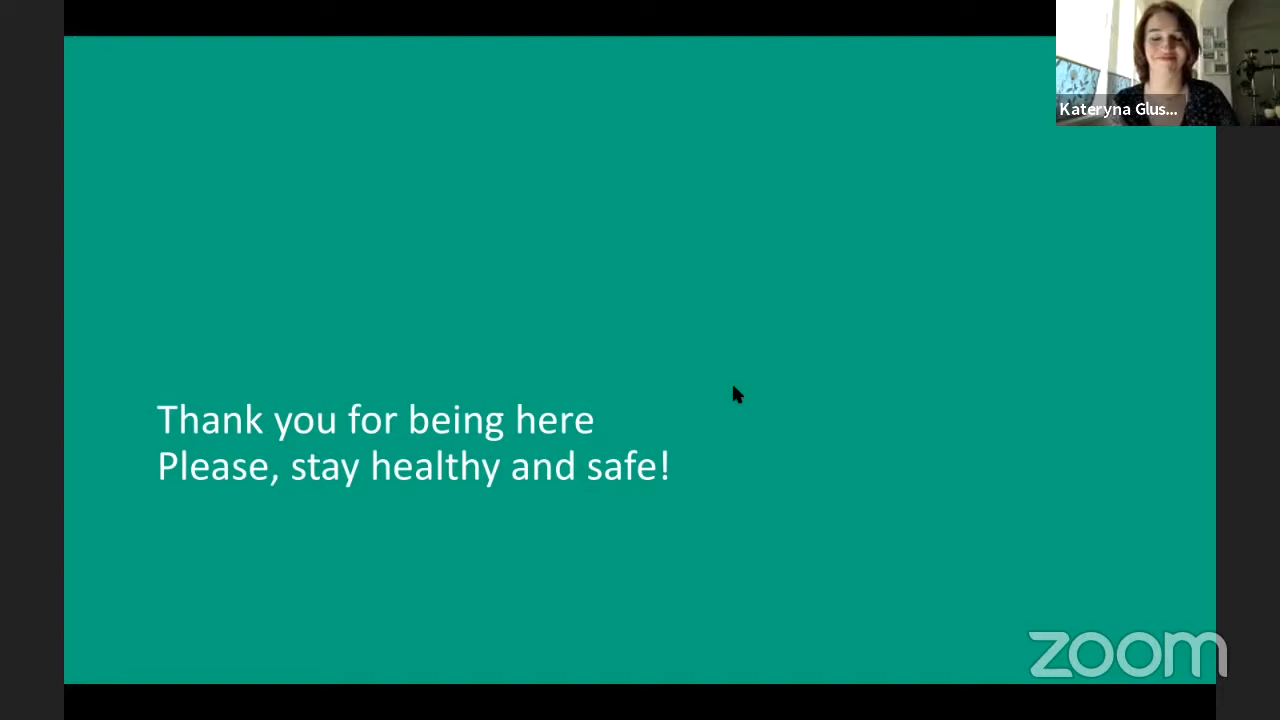 Kateryna Glus...
Thank you for being here
Please, stay healthy and safe!
zoom